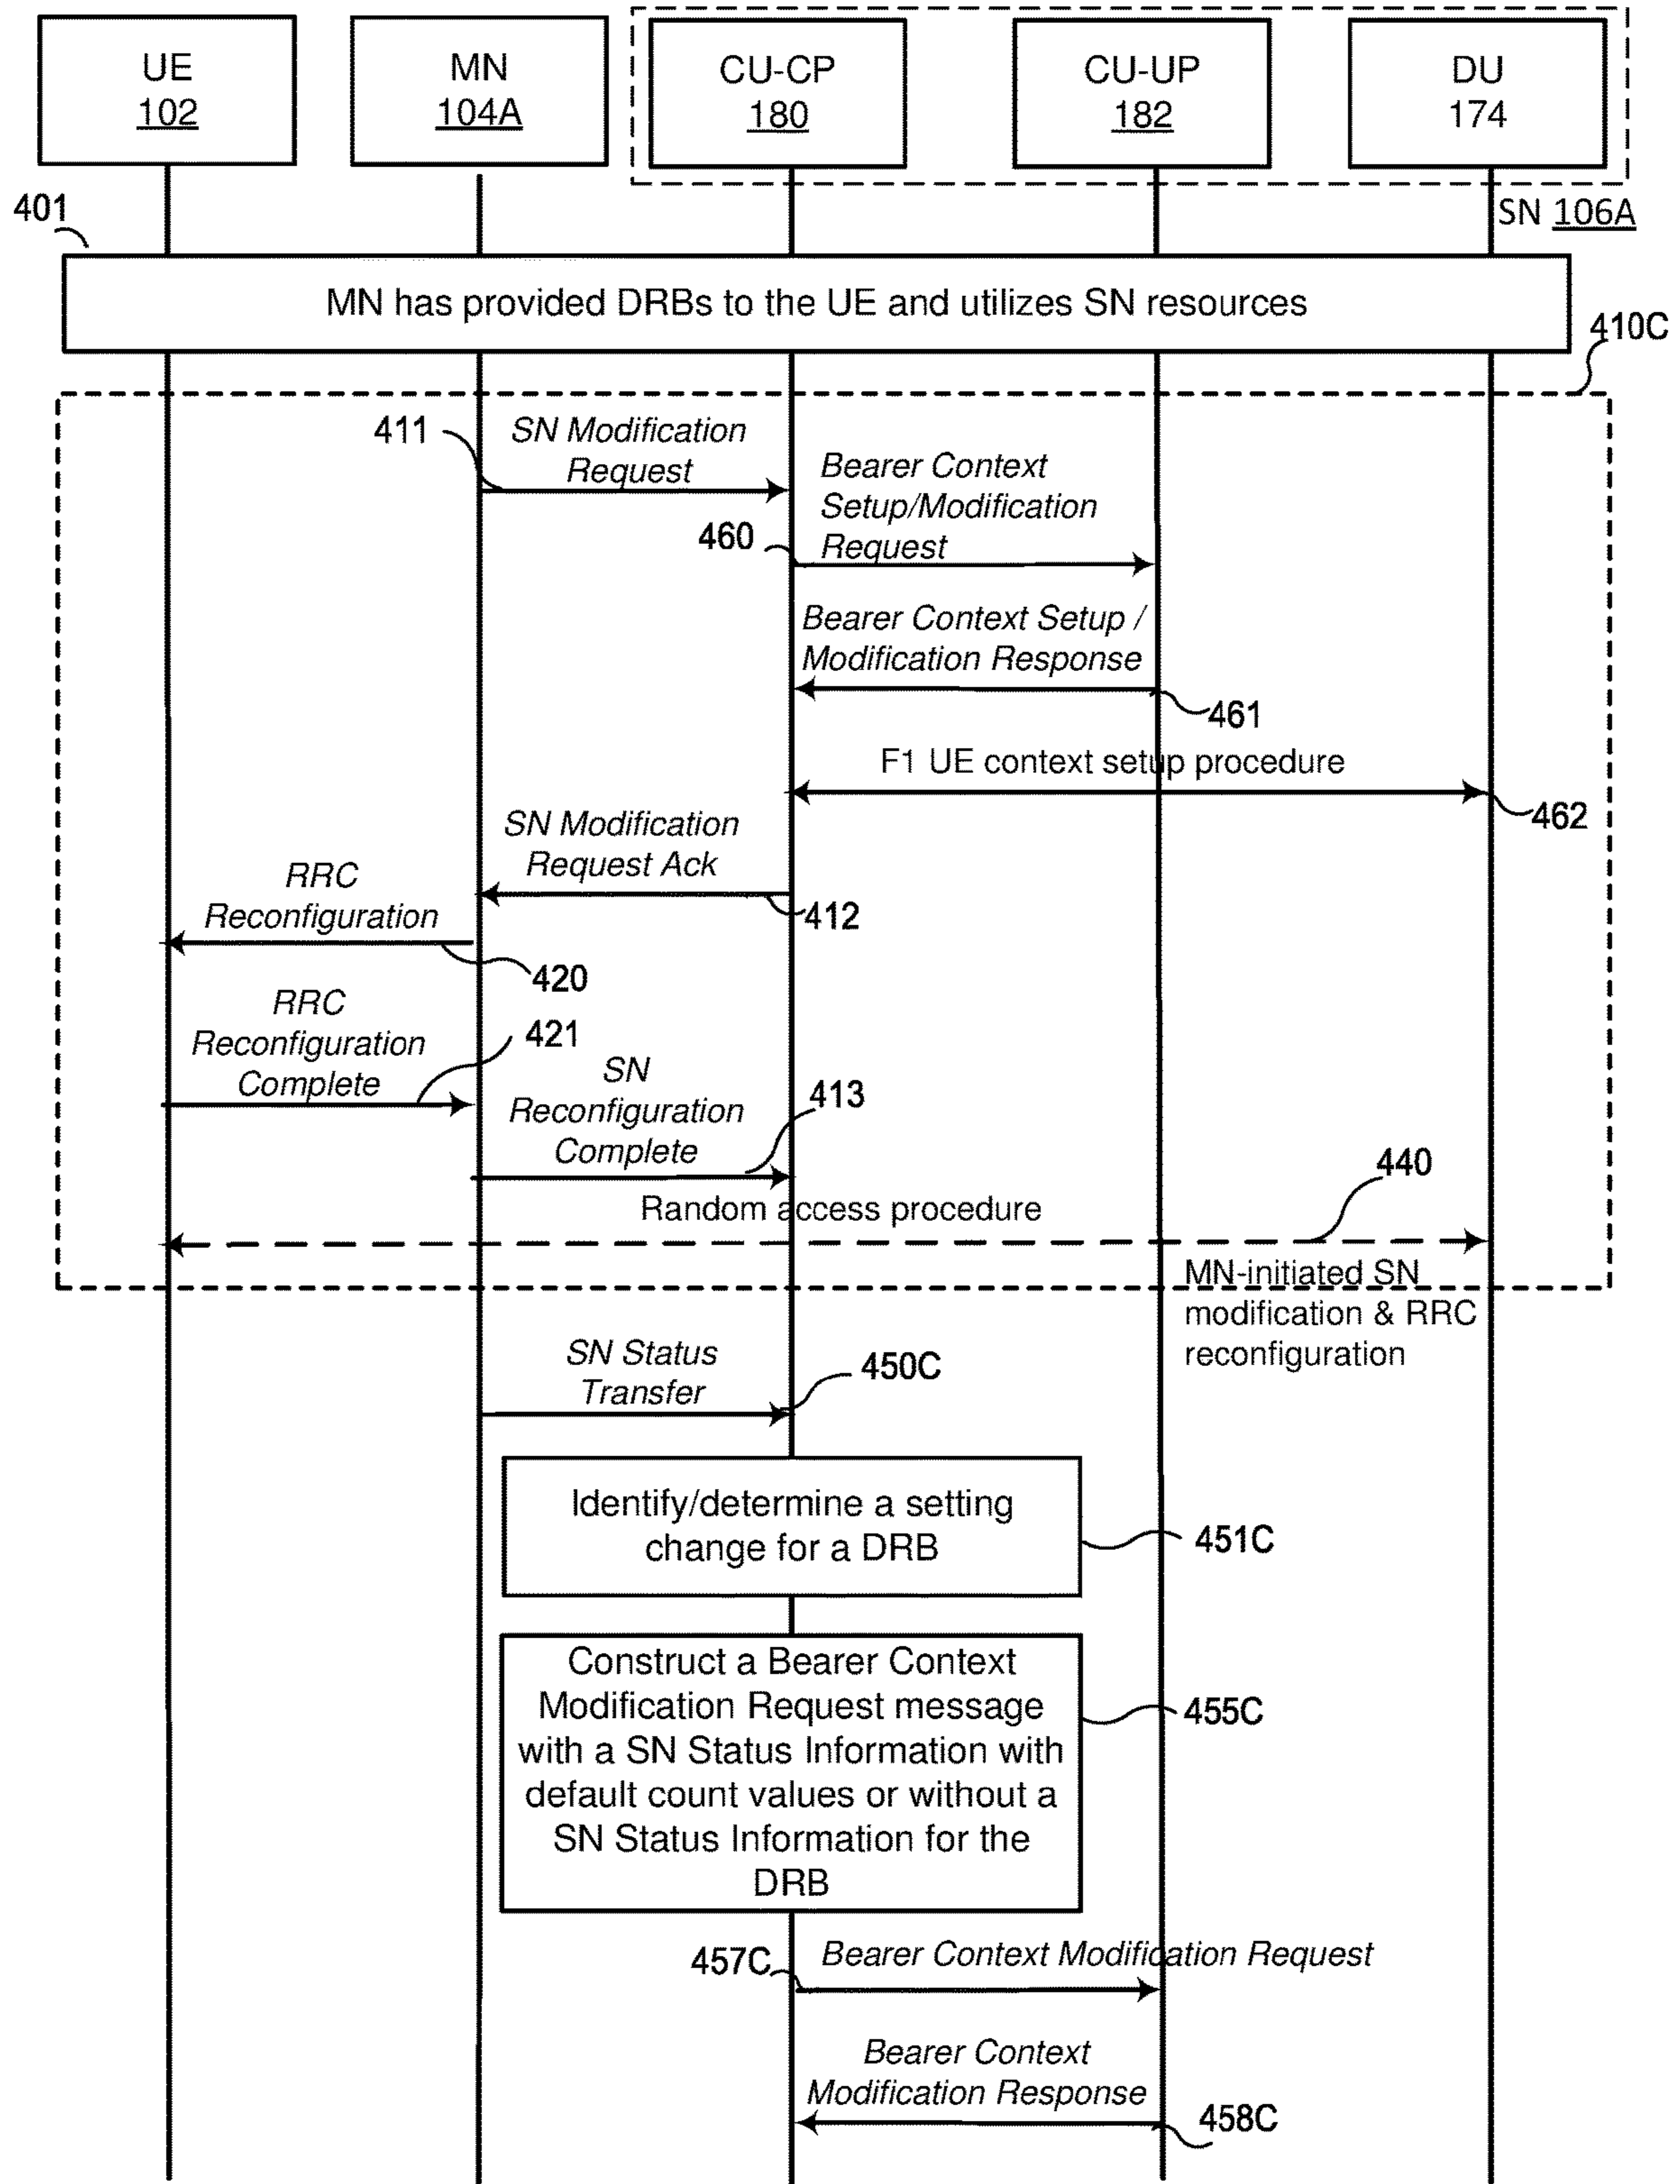 UE
102
MN
104A
CU-CP
180
CU-UP
182
DU
174
SN 106A
401
MN has provided DRBs to the UE and utilizes SN resources
410C
411
SN Modification
Request
Bearer Context
Setup/Modification
Request
460
Bearer Context Setup /
Modification Response
461
F1 UE context setup procedure
462
SN Modification
Request Ack
412
RRC
Reconfiguration
420
RRC
Reconfiguration
Complete
421
SN
Reconfiguration
Complete
413
Random access procedure
440
MN-initiated SN
modification & RRC
reconfiguration
SN Status
Transfer
450C
Identify/determine a setting
change for a DRB
451C
Construct a Bearer Context
Modification Request message
with a SN Status Information with
default count values or without a
SN Status Information for the
DRB
455C
457C
Bearer Context Modification Request
Bearer Context
Modification Response
458C